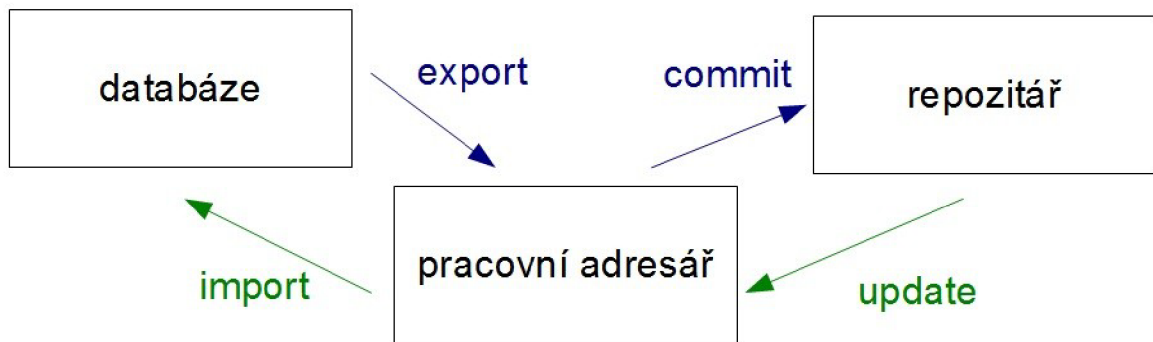 databáze
export
commit
repozitář
pracovní adresář
import
update